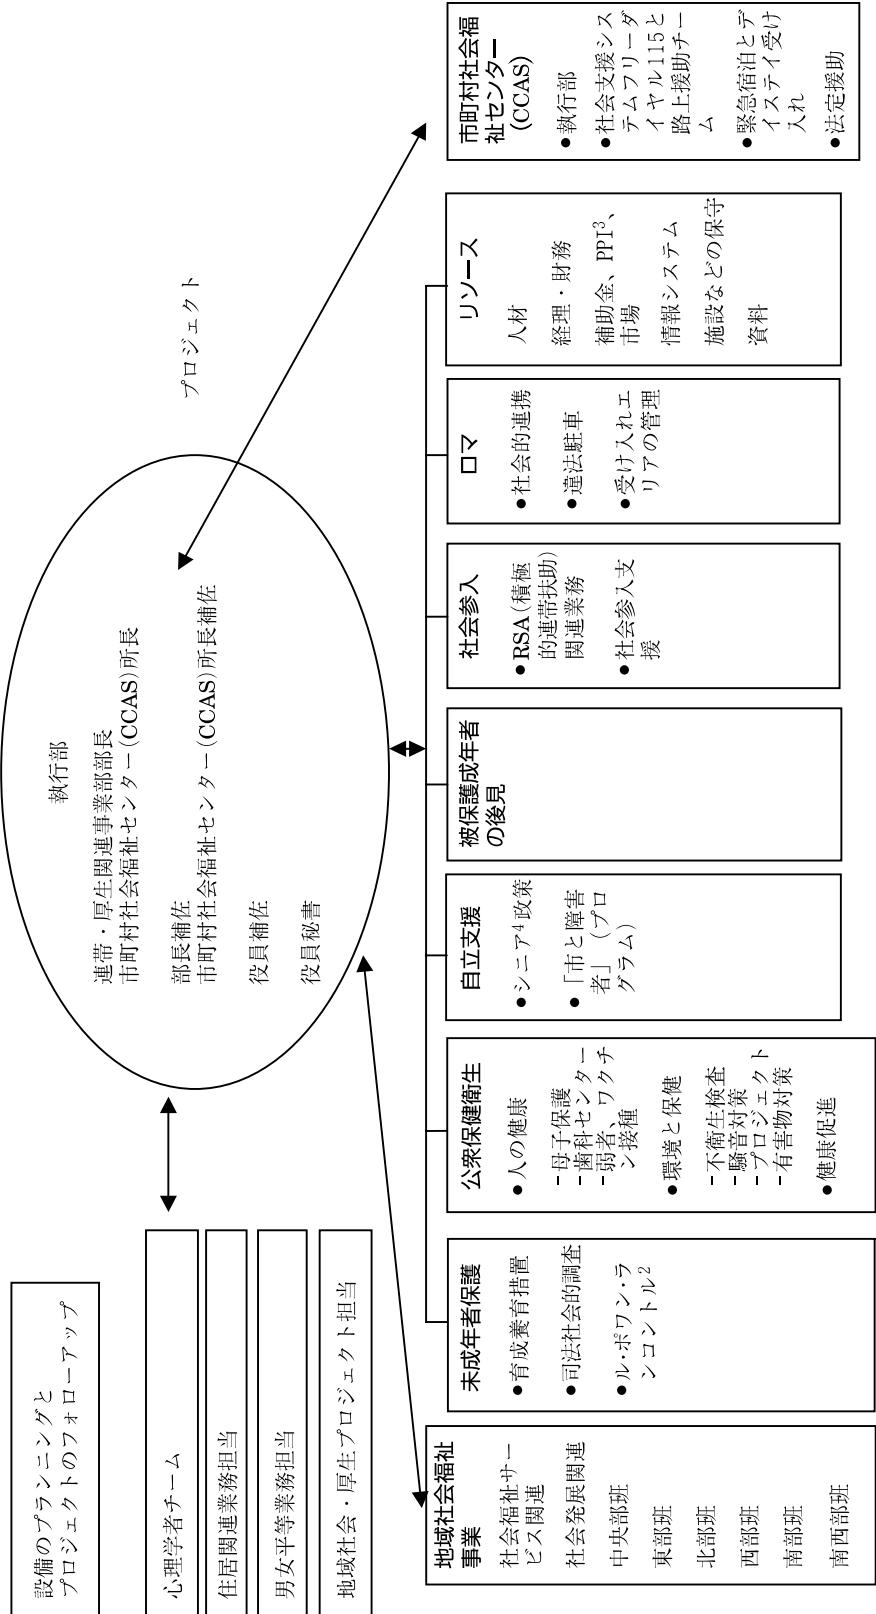 設備のプランニングと
プロジェクトのフォローアップ
心理学者チーム
住居関連業務担当
男女平等業務担当
地域社会・厚生プロジェクト担当
執行部
連帯・厚生関連事業部部長
市町村社会福祉センター(CCAS)所長
部長補佐
市町村社会福祉センター(CCAS)所長補佐
役員補佐
役員秘書
プロジェクト
地域社会福祉
事業
社会福祉サー
ビス関連
社会発展関連
中央部班
東部班
北部班
西部班
南部班
南西部班
未成年者保護
●育成養育措置
●司法社会的調査
●ル・ポワン・ラ
ンコントル2
公衆保健衛生
●人の健康
-母子保護
-歯科センター
-弱者、ワクチ
ン接種
●環境と保健
-不衛生検査
-騒音対策
-プロジェクト
-有害物対策
●健康促進
自立支援
●シニア4政策
●「市と障害
者」(プロ
グラム)
被保護成年者
の後見
社会参入
●RSA(積極
的連帯扶助)
関連業務
●社会参入支
援
ロマ
●社会的連携
●違法駐車
●受け入れエ
リアの管理
リソース
人材
経理・財務
補助金、PPI3、
市場
情報システム
施設などの保守
資料
市町村社会福
祉センター
(CCAS)
●執行部
●社会支援シス
テムフリーダ
イヤル115と
路上援助チー
ム
●緊急宿泊とデ
イステイ受け
入れ
●法定援助